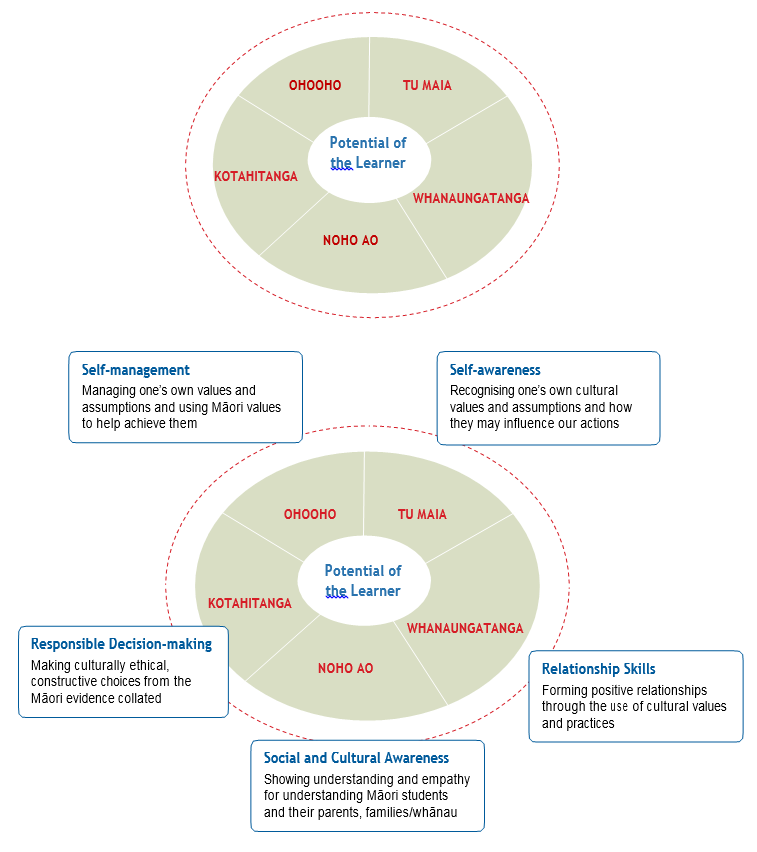 OHOOHO
TU MAIA
Potential of
the Learner
KOTAHITANGA
WHANAUNGATANGA
NOHO AO
Self-management
Managing one's own values and
assumptions and using Māori values
to help achieve them
Self-awareness
Recognising one's own cultural
values and assumptions and how
they may influence our actions
OHOOHO
TU MAIA
Potential of
the Learner
KOTAHITANGA
WHANAUNGATANGA
NOHO AO
Responsible Decision-making
Making culturally ethical,
constructive choices from the
Māori evidence collated
Relationship Skills
Forming positive relationships
through the use of cultural values
and practices
Social and Cultural Awareness
Showing understanding and empathy
for understanding Māori students
and their parents, families/whānau